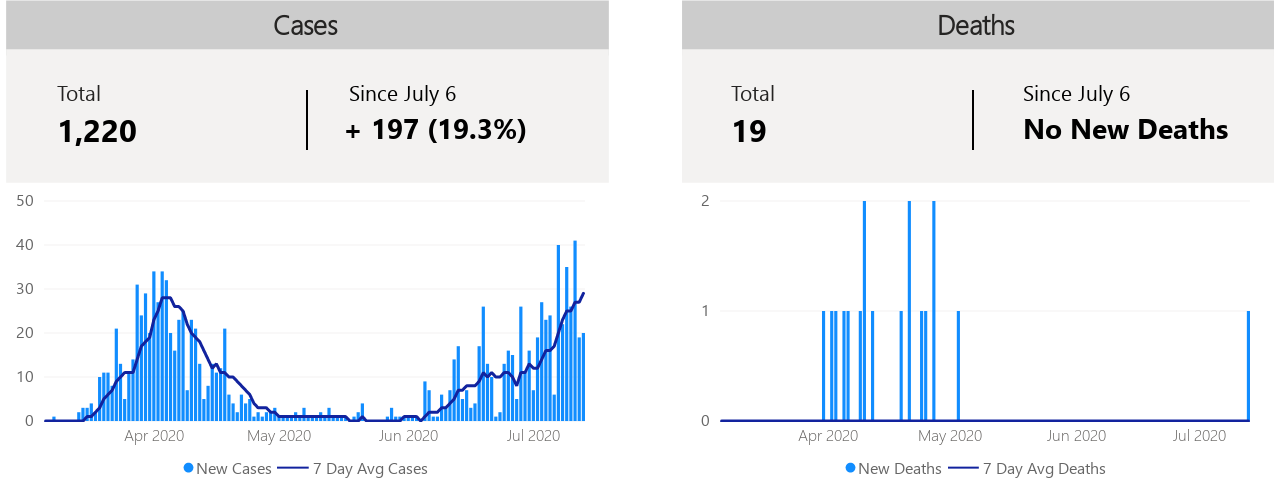 Cases
Total
Since July 6
1,220
+ 197 (19.3%)
50
40
30
20
10
0
Apr 2020
May 2020
Jun 2020
Jul 2020
New Cases
7 Day Avg Cases
Deaths
Total
Since July 6
19
No New Deaths
2
1
0
Apr 2020
May 2020
Jun 2020
Jul 2020
New Deaths
7 Day Avg Deaths